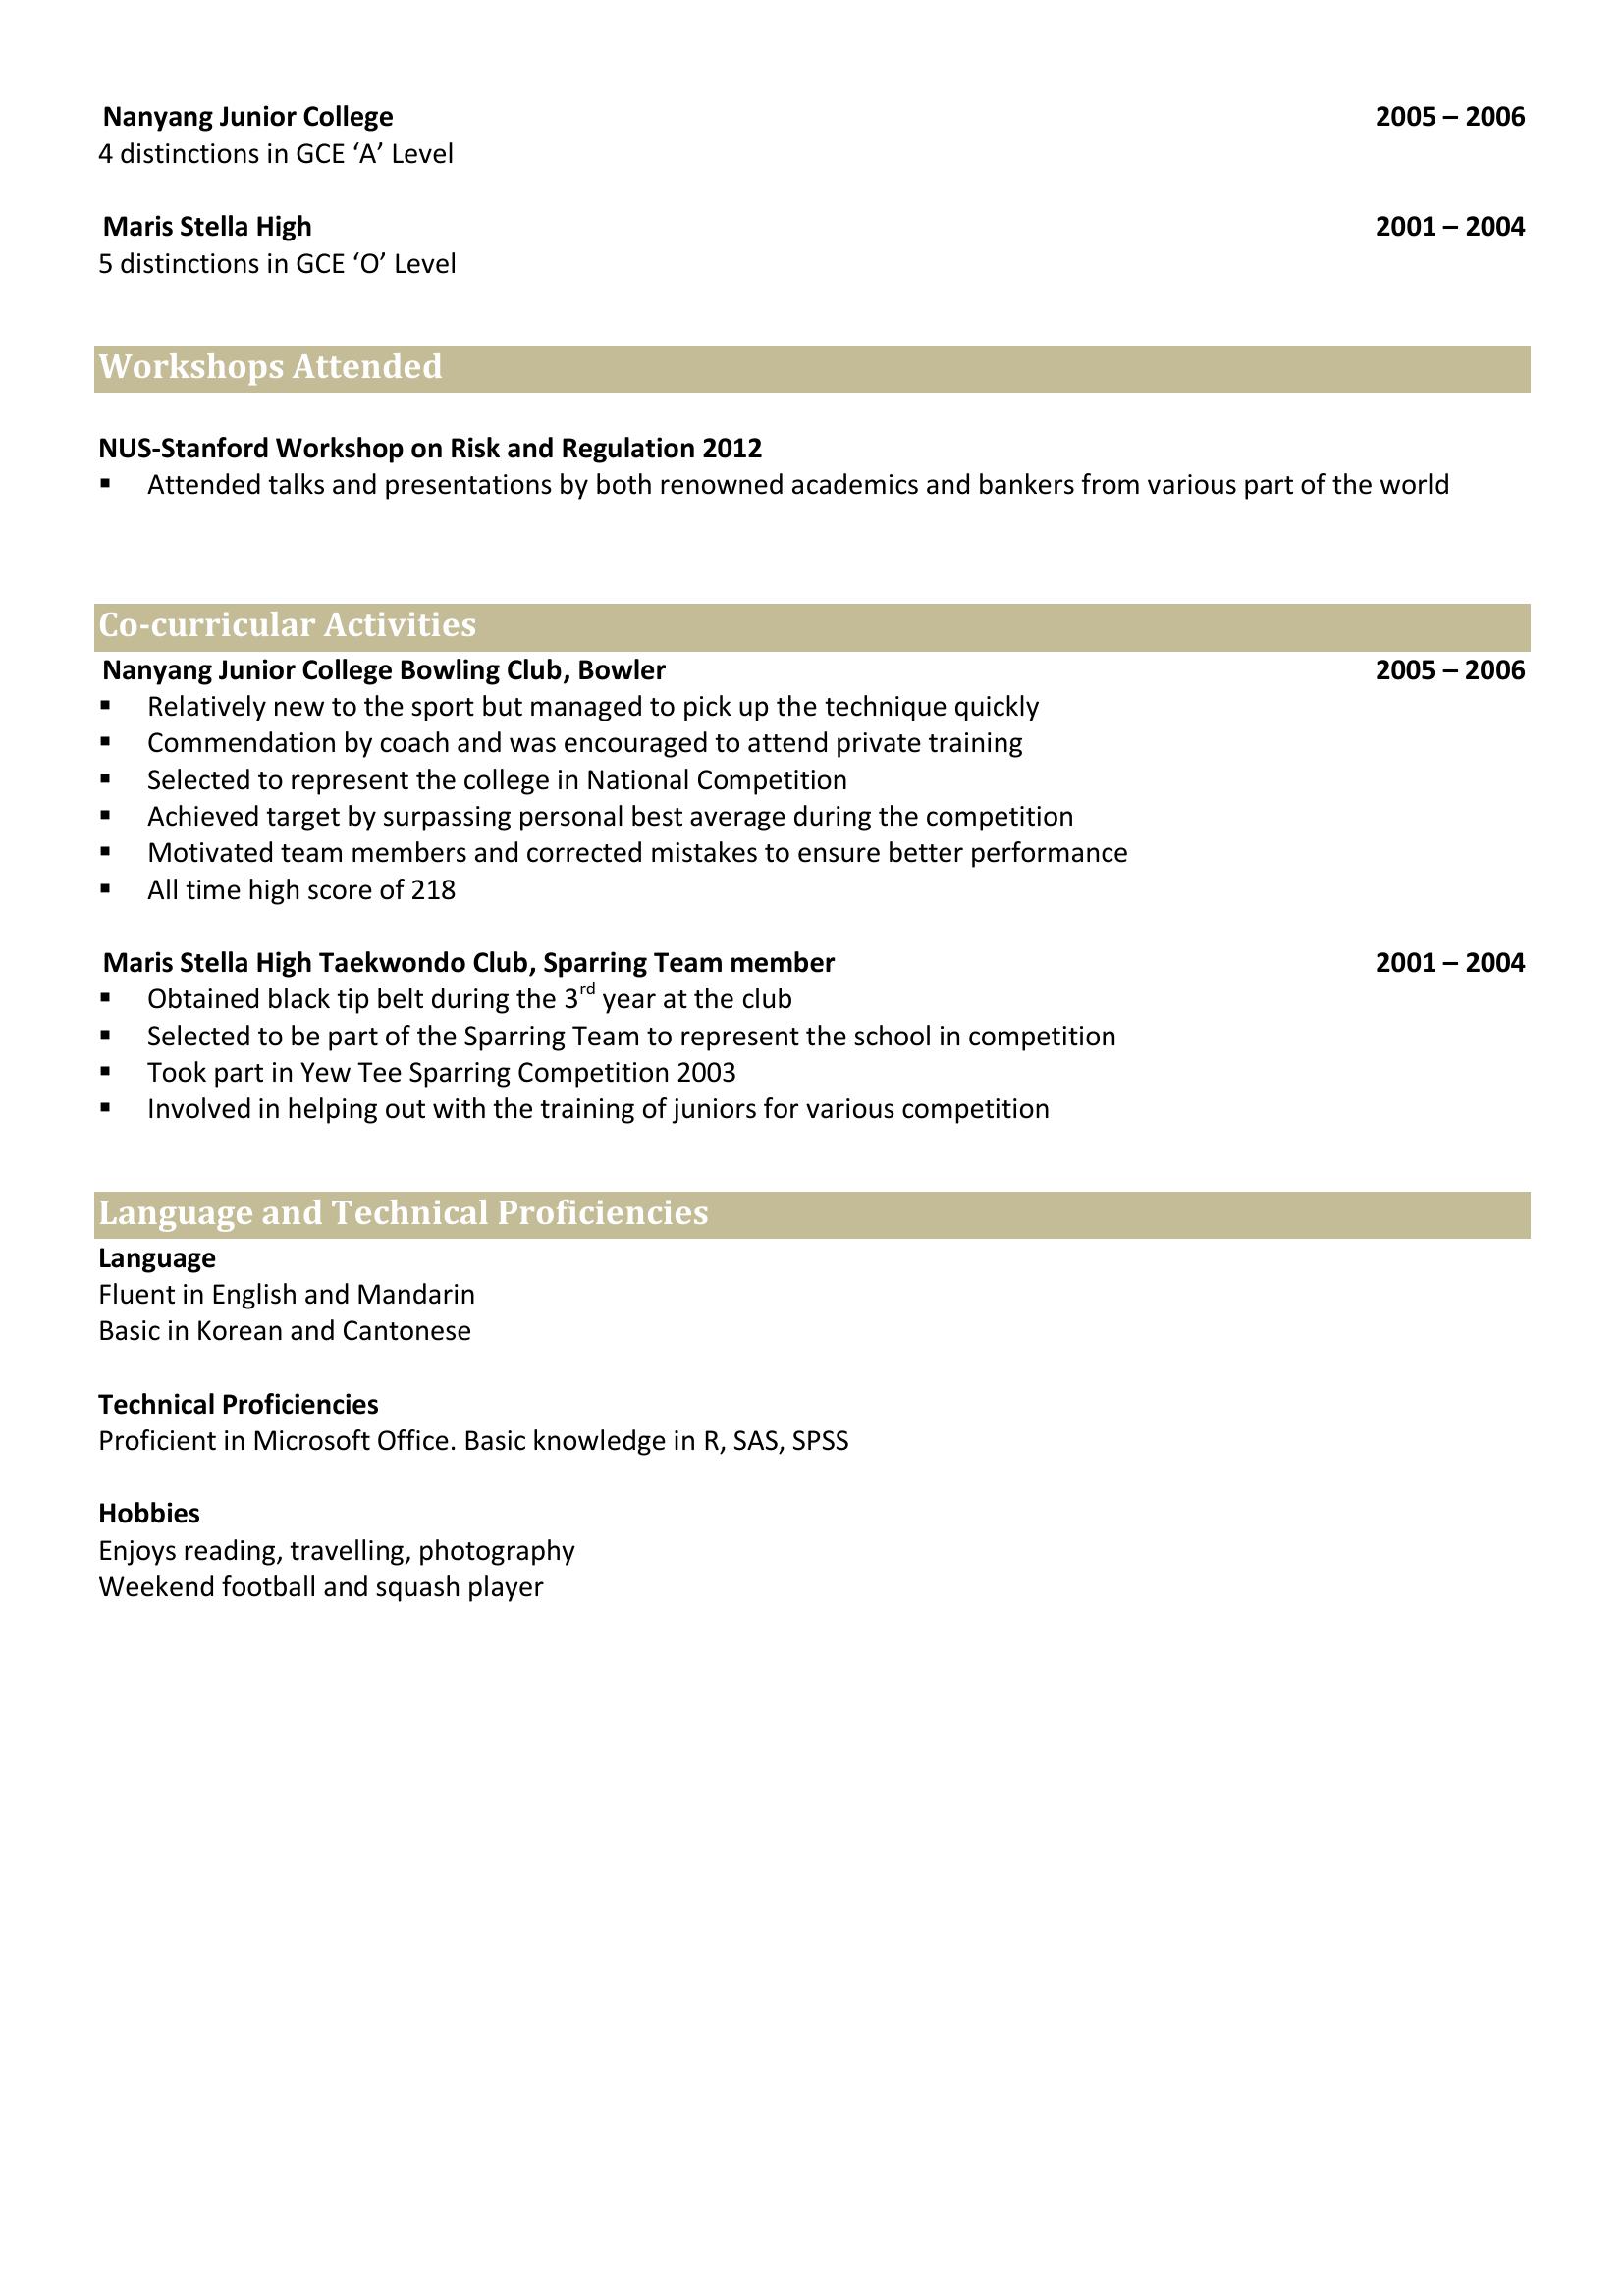 Nanyang Junior College 2005 – 2006
4 distinctions in GCE ‘A’ Level
Maris Stella High 2001 – 2004
5 distinctions in GCE ‘O’ Level
Workshops Attended
NUS-Stanford Workshop on Risk and Regulation 2012
▪ Attended talks and presentations by both renowned academics and bankers from various part of the world
Co-curricular Activities
Nanyang Junior College Bowling Club, Bowler 2005 – 2006
▪ Relatively new to the sport but managed to pick up the technique quickly
▪ Commendation by coach and was encouraged to attend private training
▪ Selected to represent the college in National Competition
▪ Achieved target by surpassing personal best average during the competition
▪ Motivated team members and corrected mistakes to ensure better performance
▪ All time high score of 218
Maris Stella High Taekwondo Club, Sparring Team member 2001 – 2004
▪ Obtained black tip belt during the 3rd year at the club
▪ Selected to be part of the Sparring Team to represent the school in competition
▪ Took part in Yew Tee Sparring Competition 2003
▪ Involved in helping out with the training of juniors for various competition
Language and Technical Proficiencies
Language
Fluent in English and Mandarin
Basic in Korean and Cantonese
Technical Proficiencies
Proficient in Microsoft Office. Basic knowledge in R, SAS, SPSS
Hobbies
Enjoys reading, travelling, photography
Weekend football and squash player